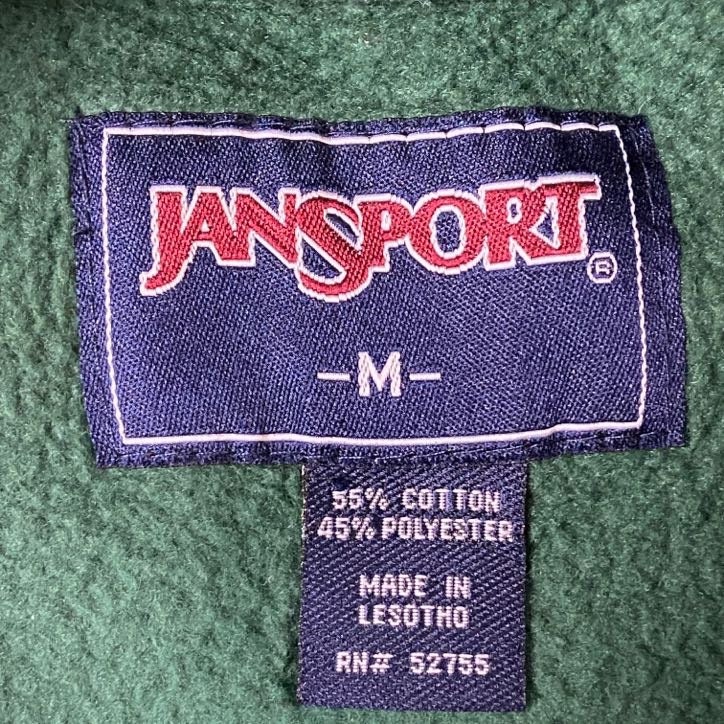 JANSPORT®
-M-
55% COTTON
45% POLYESTER
MADE IN
LESOTHO
RN# 52755